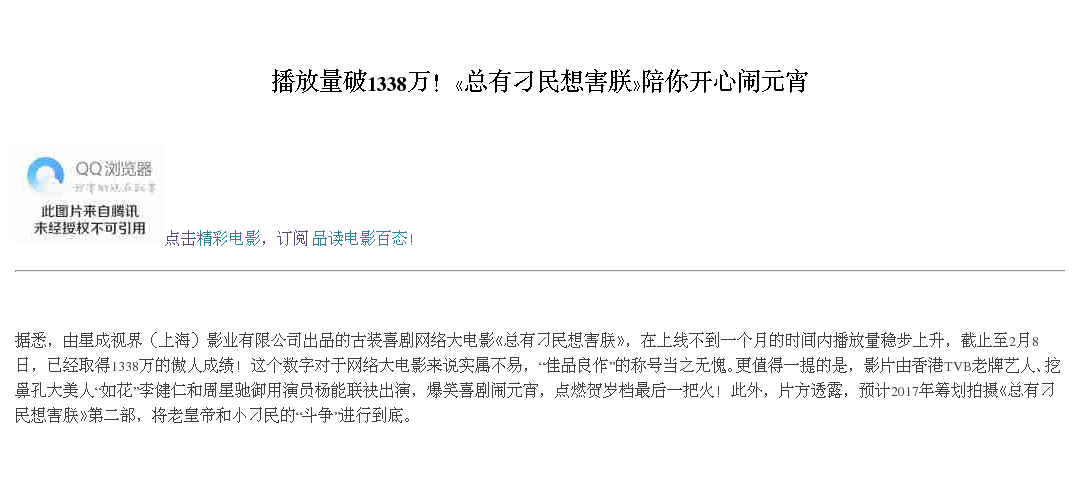 播放量破1338万！《总有刁民想害朕》陪你开心闹元宵
QQ浏览器
此图片来自腾讯
未经授权不可引用
点击精彩电影，订阅 品读电影百态！
据悉，由星成视界（上海）影业有限公司出品的古装喜剧网络大电影《总有刁民想害朕》，在上线不到一个月的时间内播放量稳步上升，截止至2月8
日，已经取得1338万的傲人成绩！这个数字对于网络大电影来说实属不易，“佳品良作”的称号当之无愧。更值得一提的是，影片由香港TVB老牌艺人、挖
鼻孔大美人“如花”李健仁和周星驰御用演员杨能联袂出演，爆笑喜剧闹元宵，点燃贺岁档最后一把火！此外，片方透露，预计2017年筹划拍摄《总有刁
民想害朕》第二部，将老皇帝和小刁民的“斗争”进行到底。